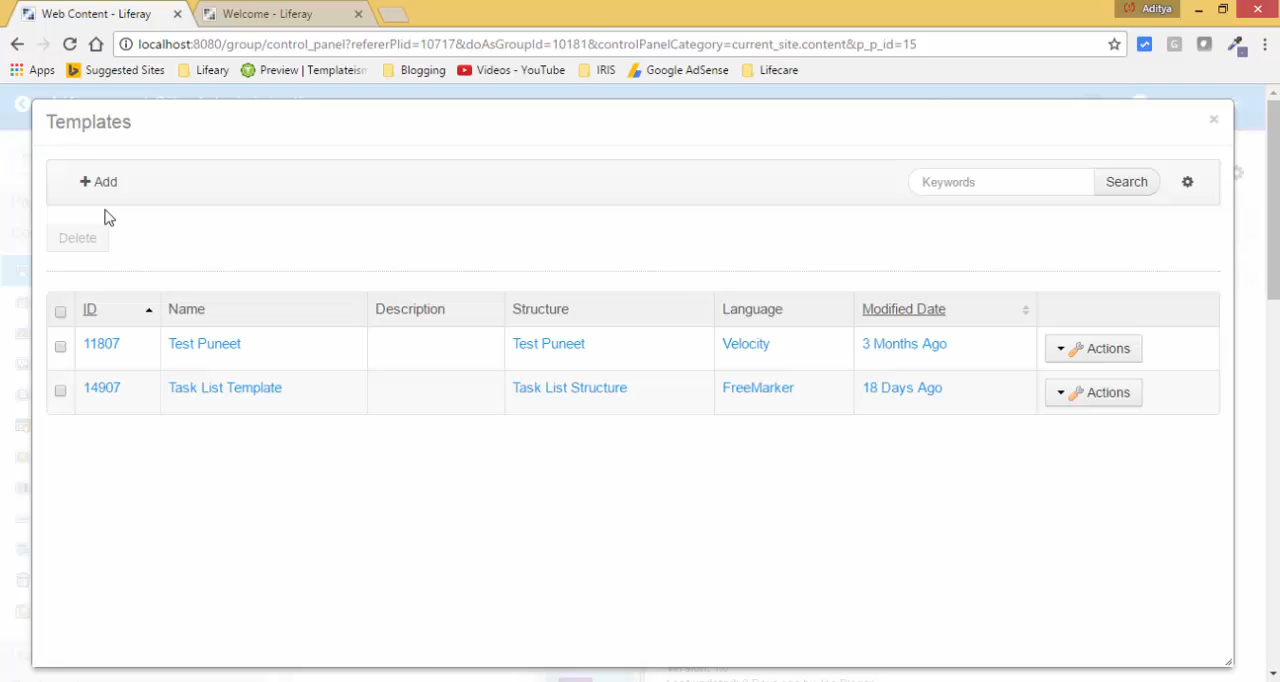 Web Content - Liferay
Welcome - Liferay
Aditya
localhost:8080/group/control_panel?refererPlid=10717&doAsGroupId=10181&controlPanelCategory=current_site.content&p_p_id=15
Apps
Suggested Sites
Lifeary
Preview | Templateism
Blogging
Videos - YouTube
IRIS
Google AdSense
Lifecare
Templates
+ Add
Keywords
Search
Delete
ID Name Description Structure Language Modified Date
11807 Test Puneet Test Puneet Velocity 3 Months Ago Actions
14907 Task List Template Task List Structure FreeMarker 18 Days Ago Actions